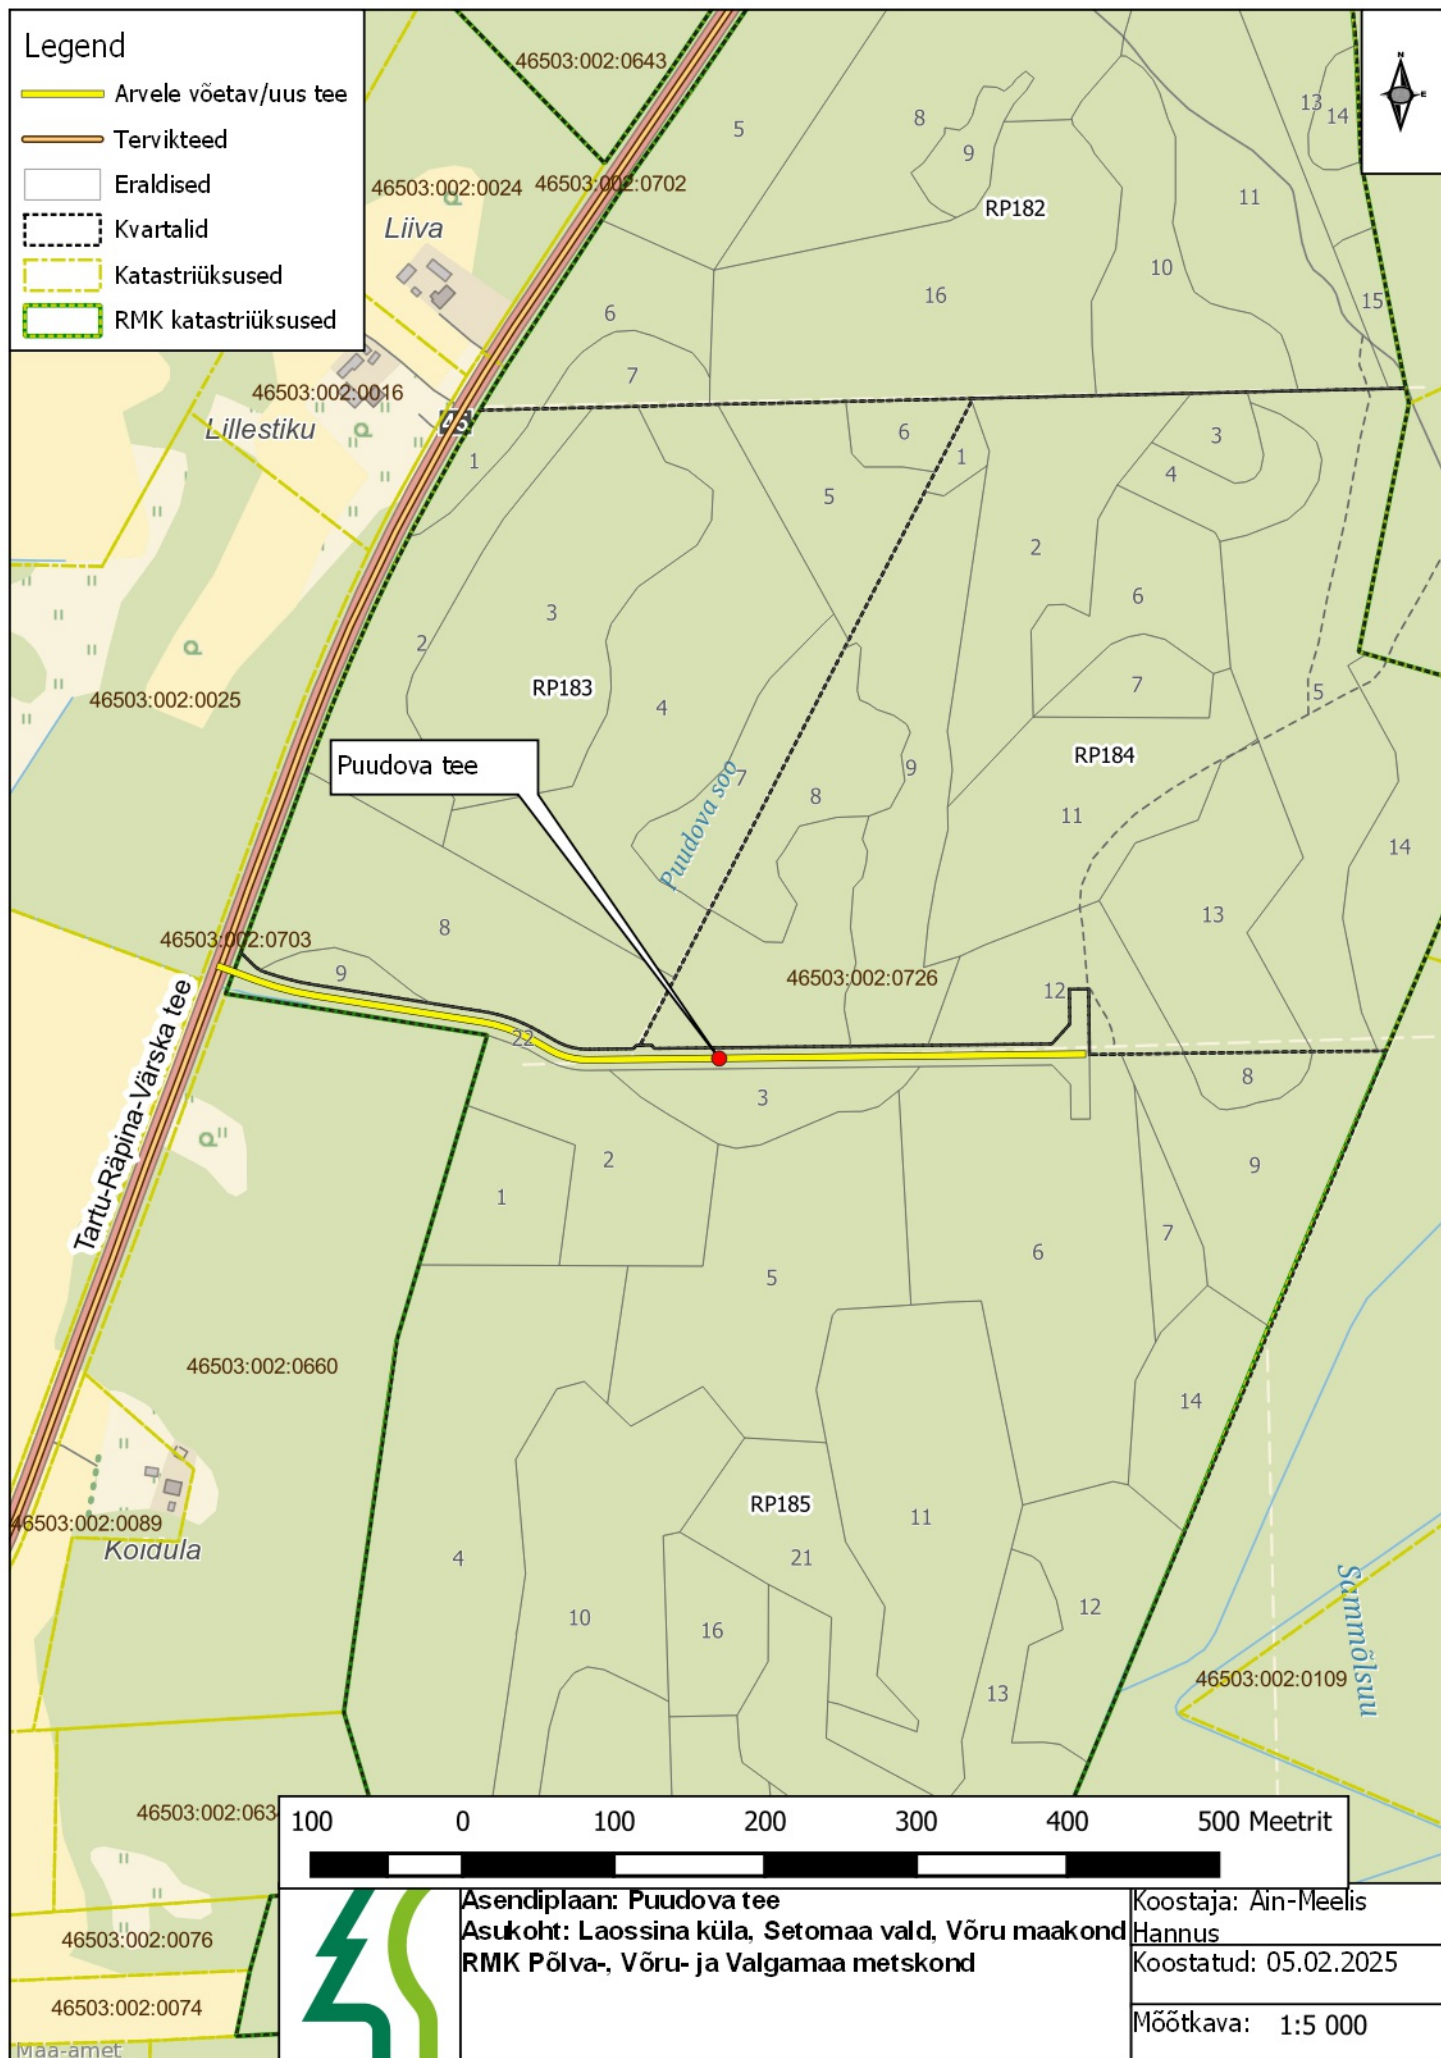 Legend
Arvele võetav/uus tee
Tervikteed
Eraldised
Kvartalid
Katastriüksused
RMK katastriüksused
N
E
46503:002:0643
5
8
9
13
14
46503:002:0024
46503:002:0702
RP182
11
Liiva
10
16
15
6
7
46503:002:0016
Lillestiku
45
1
6
1
3
4
5
2
3
6
2
RP183
4
7
5
46503:002:0025
RP184
Puudova tee
7
9
8
11
Puudova soo
14
13
8
46503:002:0703
9
46503:002:0726
12
22
Tartu-Räpina-Värska tee
3
8
2
9
1
7
6
5
46503:002:0660
14
RP185
11
46503:002:0089
Koidula
4
21
10
16
12
Sammõlsuu
46503:002:0109
13
46503:002:063
100 0 100 200 300 400 500 Meetrit
Asendiplaan: Puudova tee
Asukoht: Laossina küla, Setomaa vald, Võru maakond
RMK Põlva-, Võru- ja Valgamaa metskond
Koostaja: Ain-Meelis
Hannus
Koostatud: 05.02.2025
Mõõtkava: 1:5 000
46503:002:0076
46503:002:0074
Maa-amet